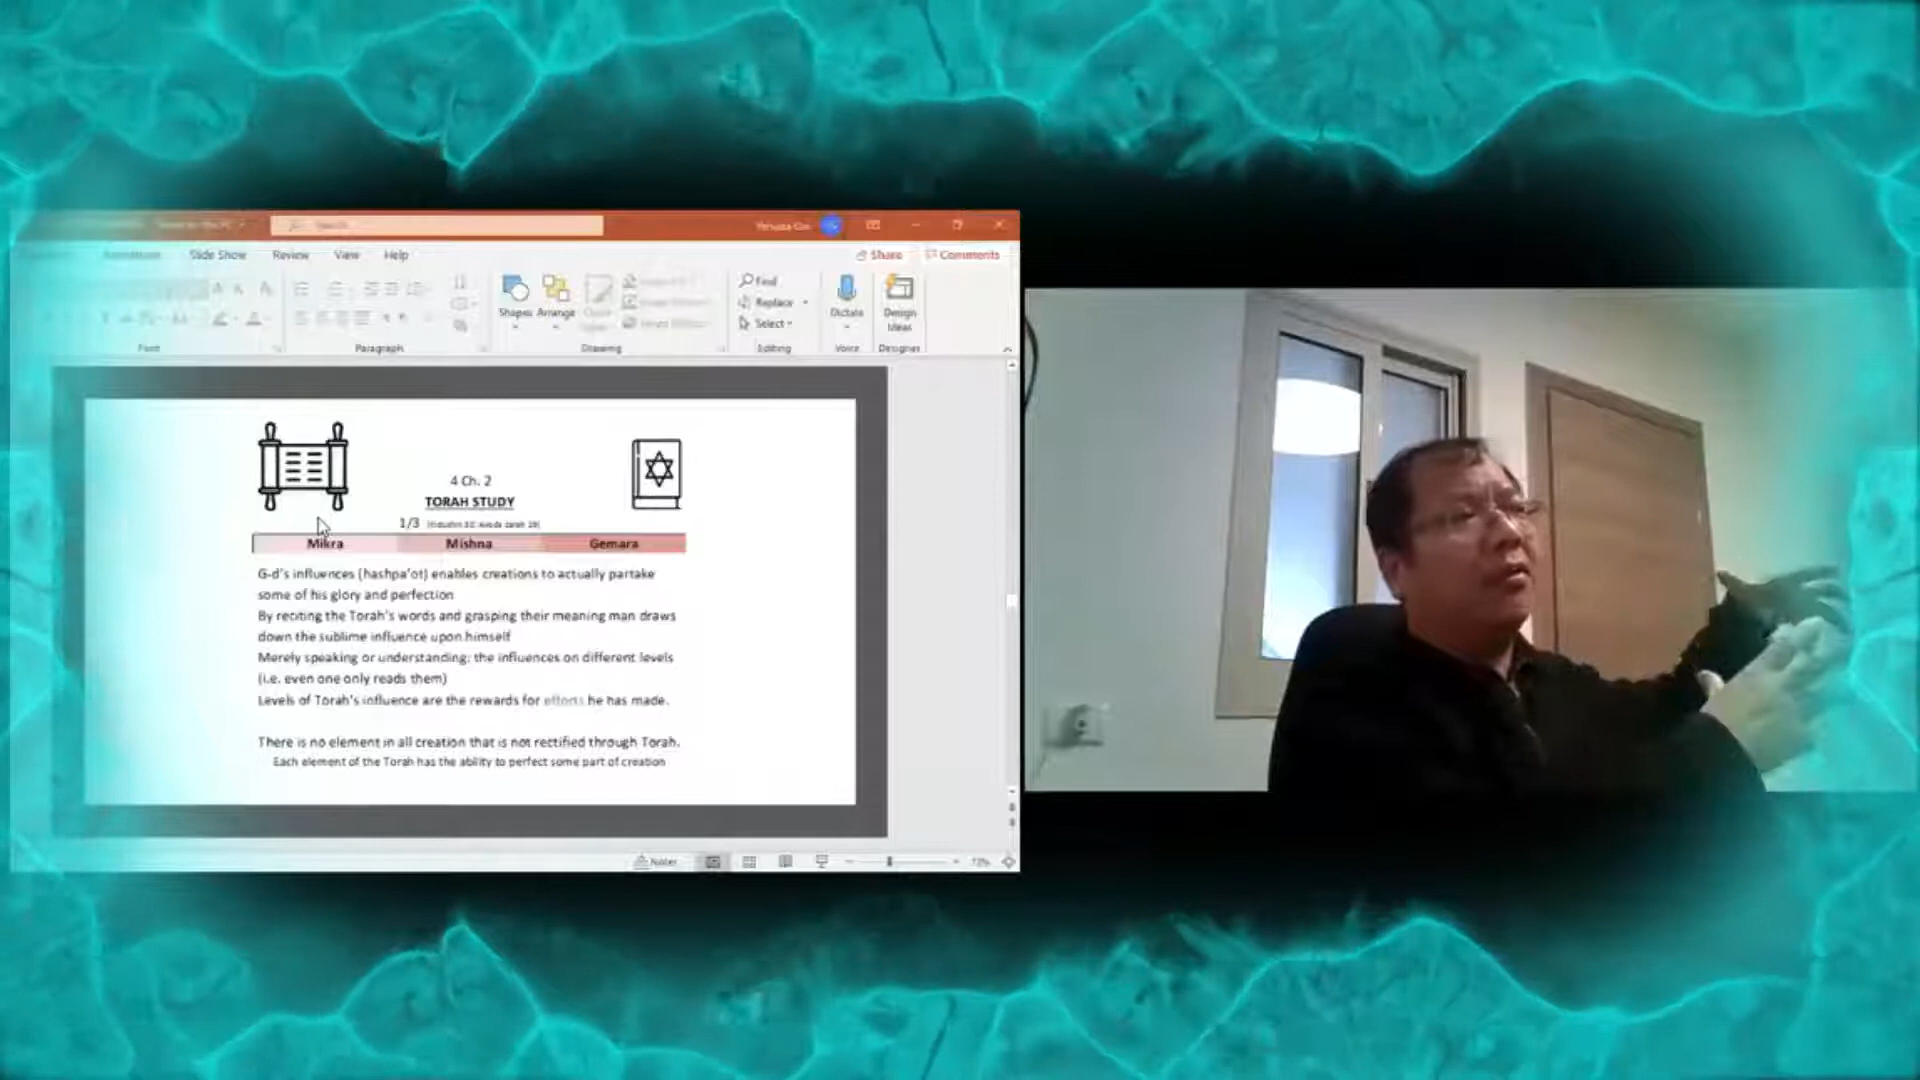 Slide Show Review View Help Share Comments
Find
Replace
Select
Shapes Arrange Dictate Design
Ideas
Font Paragraph Drawing Editing Voice Designer
4 Ch. 2
TORAH STUDY
1/3
Mikra Mishna Gemara
G-d's influences (hashpa'ot) enables creations to actually partake
some of his glory and perfection
By reciting the Torah's words and grasping their meaning man draws
down the sublime influence upon himself
Merely speaking or understanding: the influences on different levels
(i.e. even one only reads them)
Levels of Torah's influence are the rewards for efforts he has made.
There is no element in all creation that is not rectified through Torah.
Each element of the Torah has the ability to perfect some part of creation
Notes